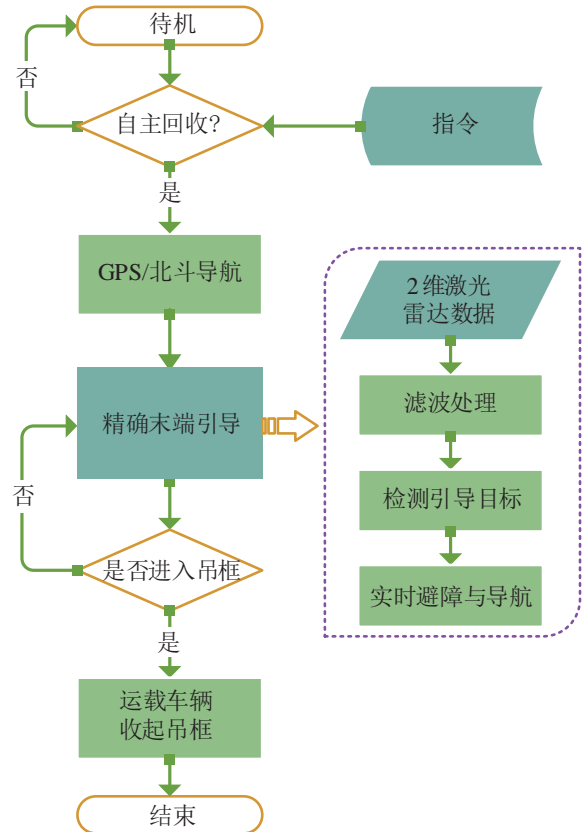 待机
否
自主回收?
指令
是
GPS/北斗导航
2维激光
雷达数据
滤波处理
精确末端引导
否
检测引导目标
是否进入吊框
实时避障与导航
是
运载车辆
收起吊框
结束